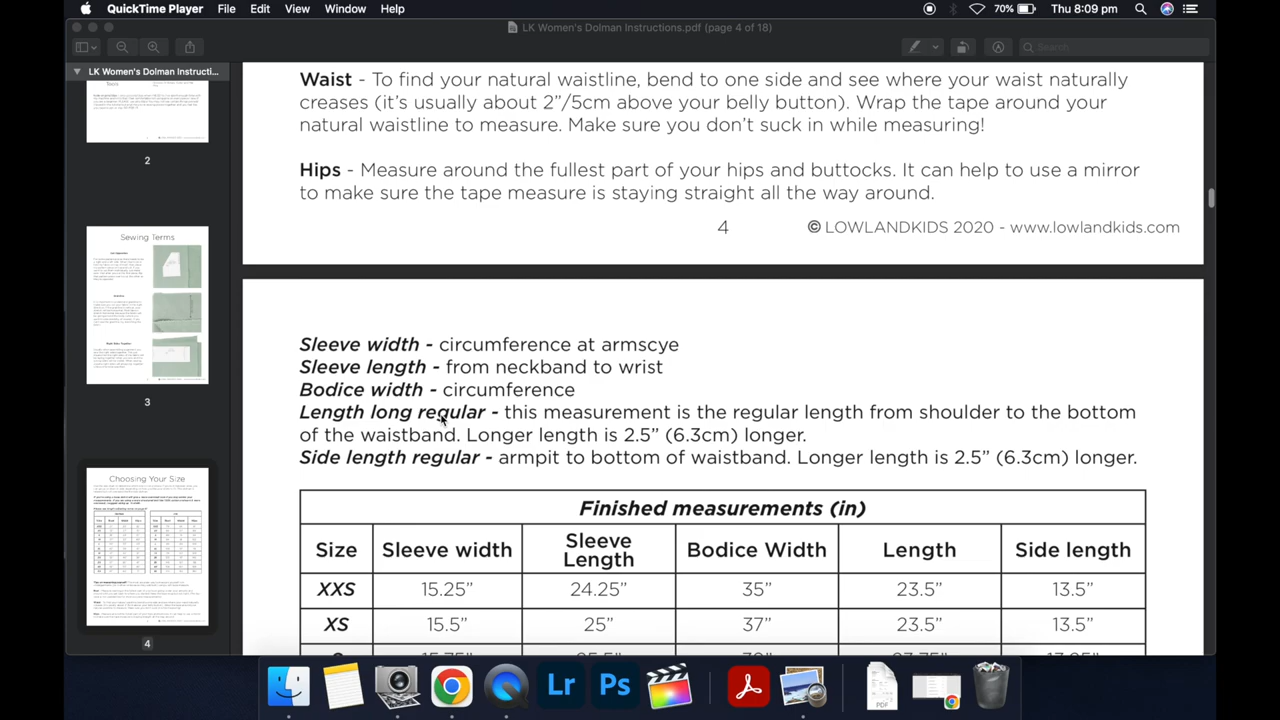 QuickTime Player File Edit View Window Help 70% Thu 8:09 pm
LK Women's Dolman Instructions.pdf (page 4 of 18)
Search
LK Women's Dolman Instructi...
2
Sewing Terms
3
Choosing Your Size
4
Waist - To find your natural waistline, bend to one side and see where your waist naturally
creases (it's usually about 2"/5cm above your belly button). Wrap the tape around your
natural waistline to measure. Make sure you don't suck in while measuring!
Hips - Measure around the fullest part of your hips and buttocks. It can help to use a mirror
to make sure the tape measure is staying straight all the way around.
4 © LOWLANDKIDS 2020 - www.lowlandkids.com
Sleeve width - circumference at armscye
Sleeve length - from neckband to wrist
Bodice width - circumference
Length long regular - this measurement is the regular length from shoulder to the bottom
of the waistband. Longer length is 2.5" (6.3cm) longer.
Side length regular - armpit to bottom of waistband. Longer length is 2.5" (6.3cm) longer.
Finished measurements (in)
Size Sleeve width Sleeve Length Bodice Width Length Side length
XXS 15.25" 24.25" 35" 23.5" 13.5"
XS 15.5" 25" 37" 23.5" 13.5"
Lr Ps
PDF